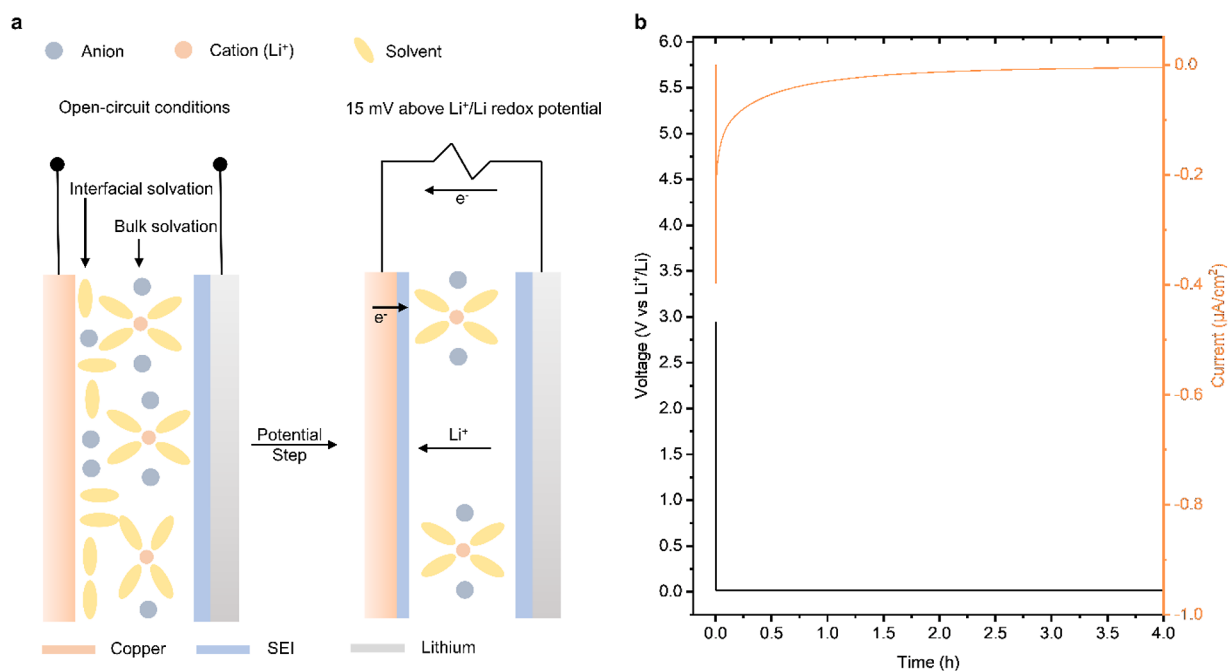 a
Anion
Cation (Li⁺)
Solvent
Open-circuit conditions
15 mV above Li⁺/Li redox potential
Interfacial solvation
Bulk solvation
e⁻
e⁻
Li⁺
Potential
Step
Copper
SEI
Lithium
b
6.0
5.5
5.0
4.5
4.0
3.5
3.0
2.5
2.0
1.5
1.0
0.5
0.0
Voltage (V vs Li⁺/Li)
0.0
-0.2
-0.4
-0.6
-0.8
-1.0
Current (µA/cm²)
0.0 0.5 1.0 1.5 2.0 2.5 3.0 3.5 4.0
Time (h)